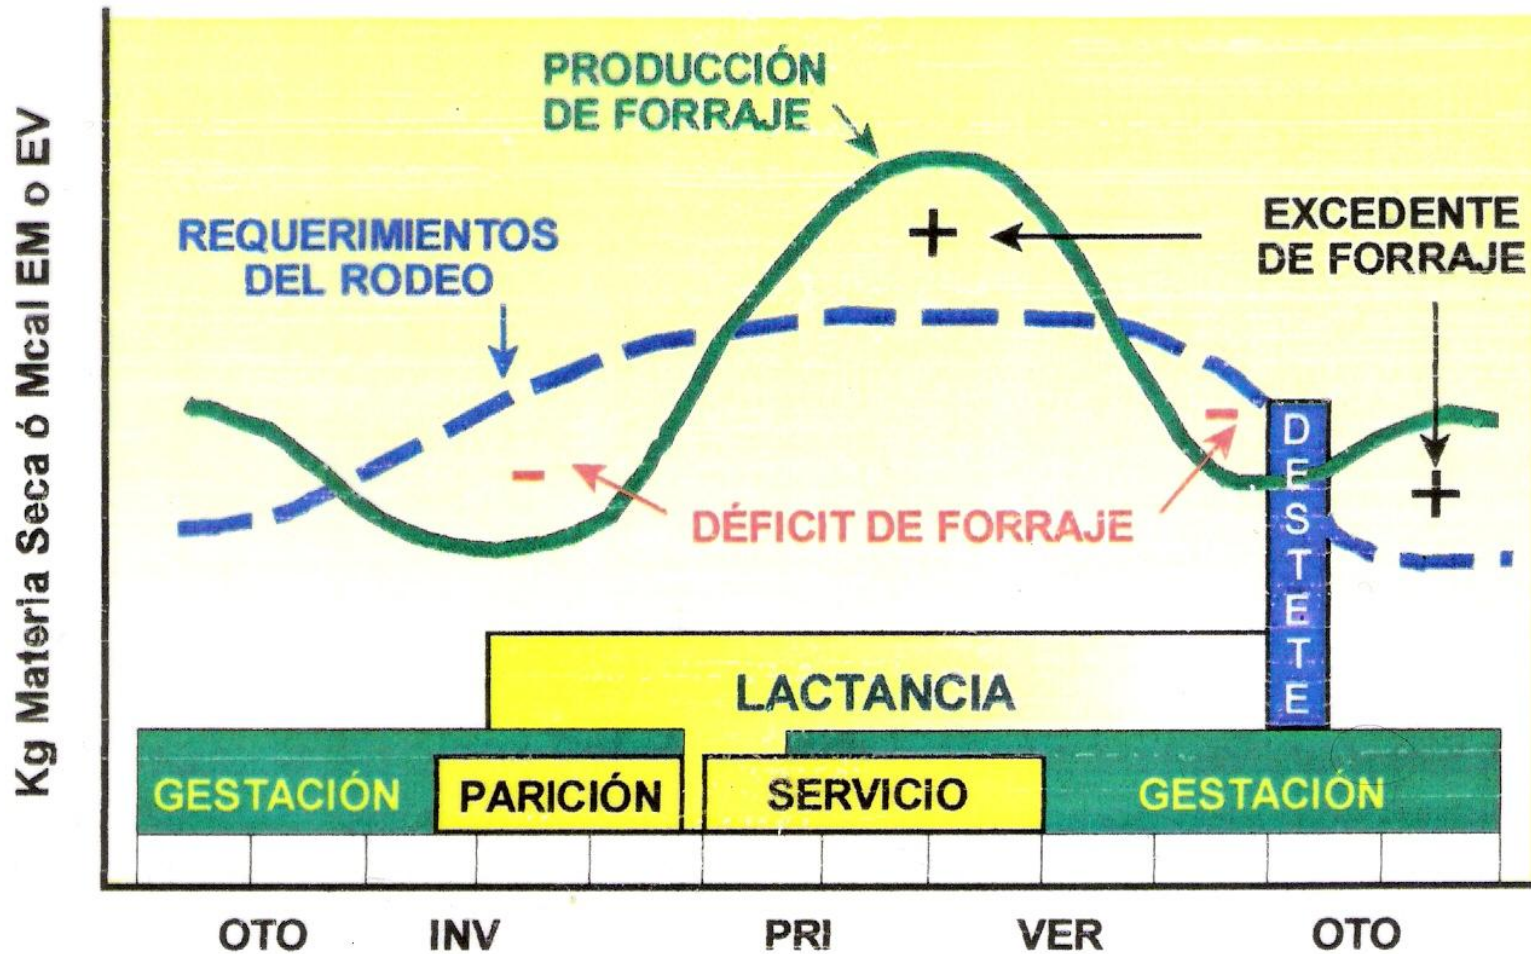 PRODUCCIÓN
DE FORRAJE
REQUERIMIENTOS
DEL RODEO
EXCEDENTE
DE FORRAJE
+
+
-
-
DÉFICIT DE FORRAJE
DESTETE
LACTANCIA
GESTACIÓN
PARICIÓN
SERVICIO
GESTACIÓN
OTO INV PRI VER OTO
Kg Materia Seca ó Mcal EM o EV